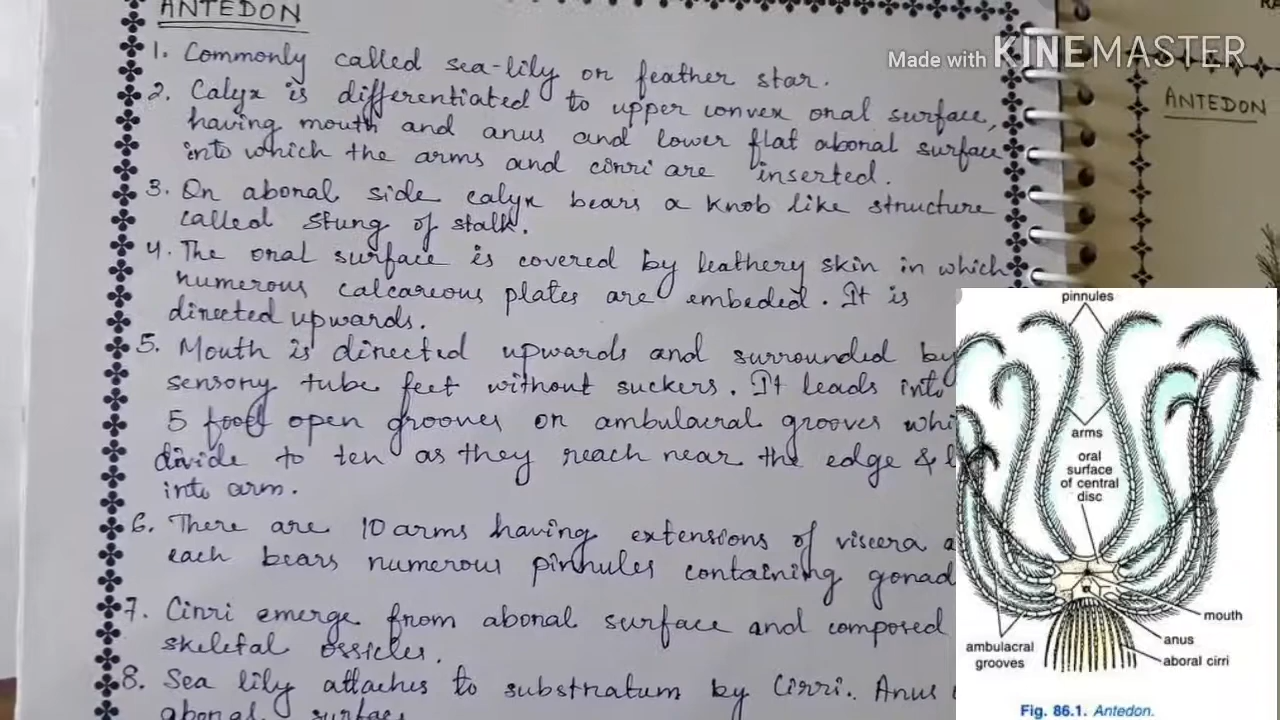 ANTEDON
1. Commonly called sea-lily or feather star.
2. Calyx is differentiated to upper convex oral surface,
having mouth and anus and lower flat aboral surface
into which the arms and cirri are inserted.
3. On aboral side calyx bears a knob like structure
called stung of stalk.
4. The oral surface is covered by leathery skin in which
numerous calcareous plates are embeded. It is
directed upwards.
5. Mouth is directed upwards and surrounded by
sensory tube feet without suckers. It leads into
5 food open grooves or ambulacral grooves whi
divide to ten as they reach near the edge &
into arm.
6. There are 10 arms having extensions of viscera a
each bears numerous pinnules containing gonad
7. Cirri emerge from aboral surface and composed
skeletal ossicles.
8. Sea lily attaches to substratum by cirri. Anus
aboral surface
Made with KINEMASTER
ANTEDON
pinnules
arms
oral
surface
of central
disc
mouth
anus
aboral cirri
ambulacral
grooves
Fig. 86.1. Antedon.